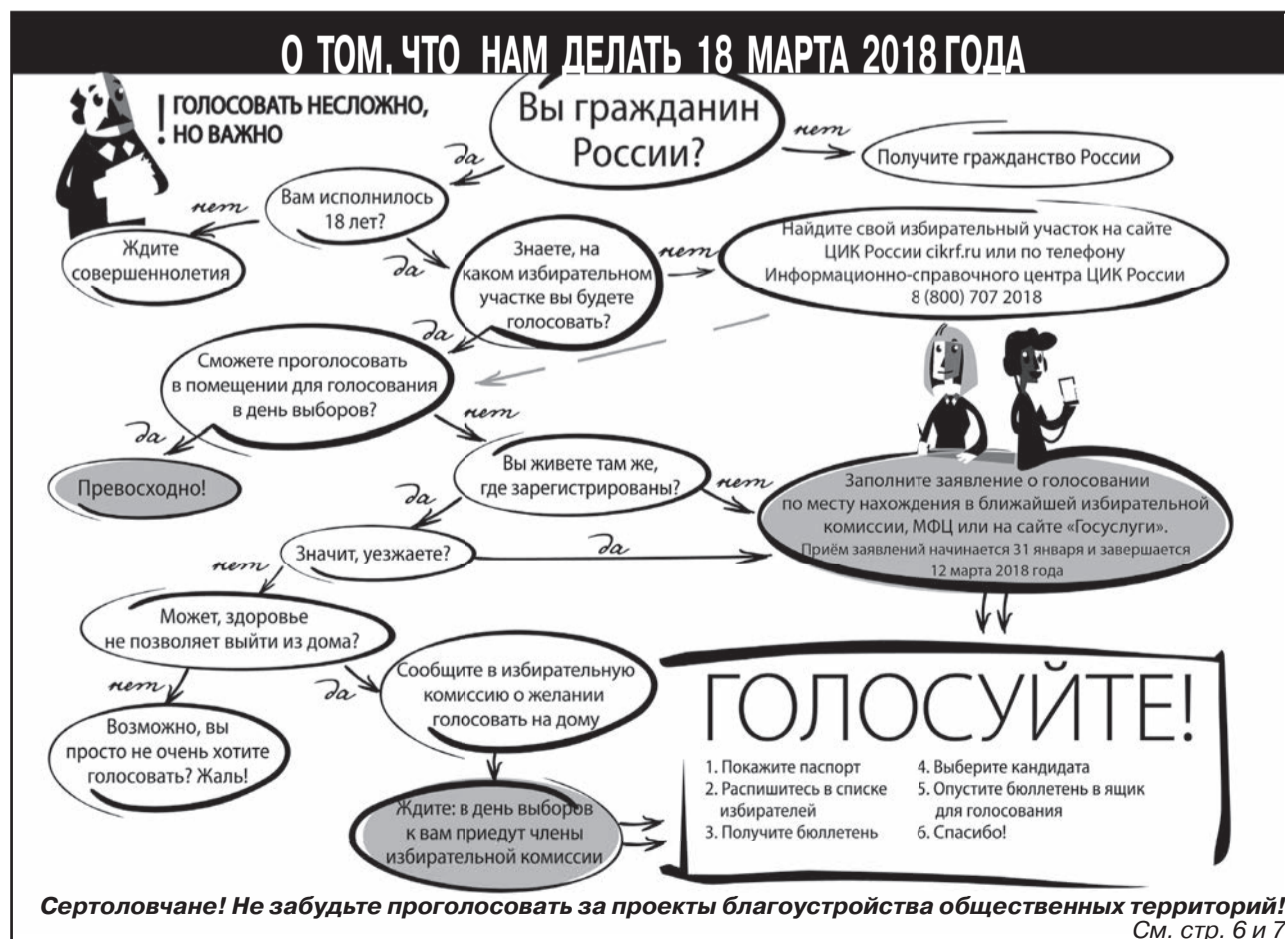 О ТОМ, ЧТО НАМ ДЕЛАТЬ 18 МАРТА 2018 ГОДА
! ГОЛОСОВАТЬ НЕСЛОЖНО,
НО ВАЖНО
Вы гражданин
России?
нет
Получите гражданство России
да
Вам исполнилось
18 лет?
нет
Ждите
совершеннолетия
да
Знаете, на
каком избирательном
участке вы будете
голосовать?
нет
Найдите свой избирательный участок на сайте
ЦИК России cikrf.ru или по телефону
Информационно-справочного центра ЦИК России
8 (800) 707 2018
да
Сможете проголосовать
в помещении для голосования
в день выборов?
да
Превосходно!
нет
Вы живете там же,
где зарегистрированы?
нет
Заполните заявление о голосовании
по месту нахождения в ближайшей избирательной
комиссии, МФЦ или на сайте «Госуслуги».
Приём заявлений начинается 31 января и завершается
12 марта 2018 года
да
Значит, уезжаете?
да
нет
Может, здоровье
не позволяет выйти из дома?
нет
Возможно, вы
просто не очень хотите
голосовать? Жаль!
да
Сообщите в избирательную
комиссию о желании
голосовать на дому
Ждите: в день выборов
к вам приедут члены
избирательной комиссии
ГОЛОСУЙТЕ!
1. Покажите паспорт
2. Распишитесь в списке
избирателей
3. Получите бюллетень
4. Выберите кандидата
5. Опустите бюллетень в ящик
для голосования
6. Спасибо!
Сертоловчане! Не забудьте проголосовать за проекты благоустройства общественных территорий!
См. стр. 6 и 7